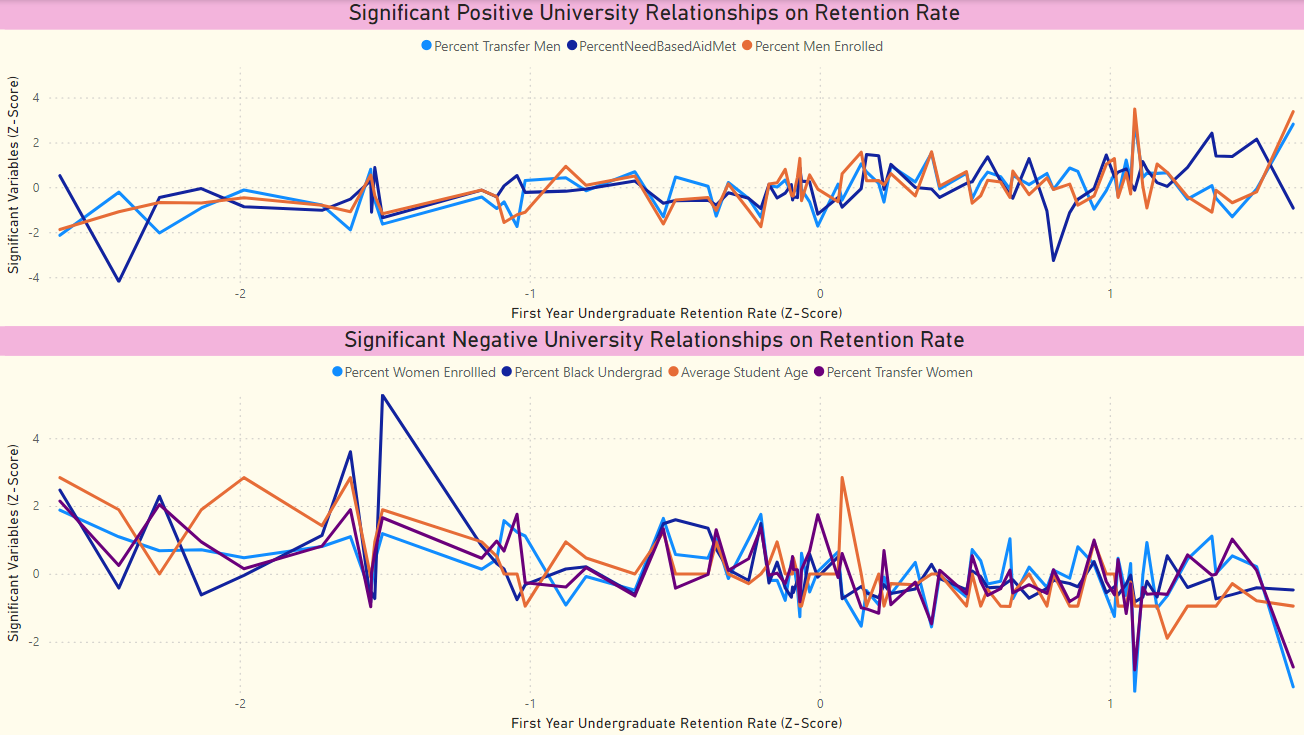 Significant Positive University Relationships on Retention Rate
Percent Transfer Men PercentNeedBasedAidMet Percent Men Enrolled
Significant Variables (Z-Score)
4
2
0
-2
-4
-2 -1 0 1
First Year Undergraduate Retention Rate (Z-Score)
Significant Negative University Relationships on Retention Rate
Percent Women Enrollled Percent Black Undergrad Average Student Age Percent Transfer Women
Significant Variables (Z-Score)
4
2
0
-2
-2 -1 0 1
First Year Undergraduate Retention Rate (Z-Score)